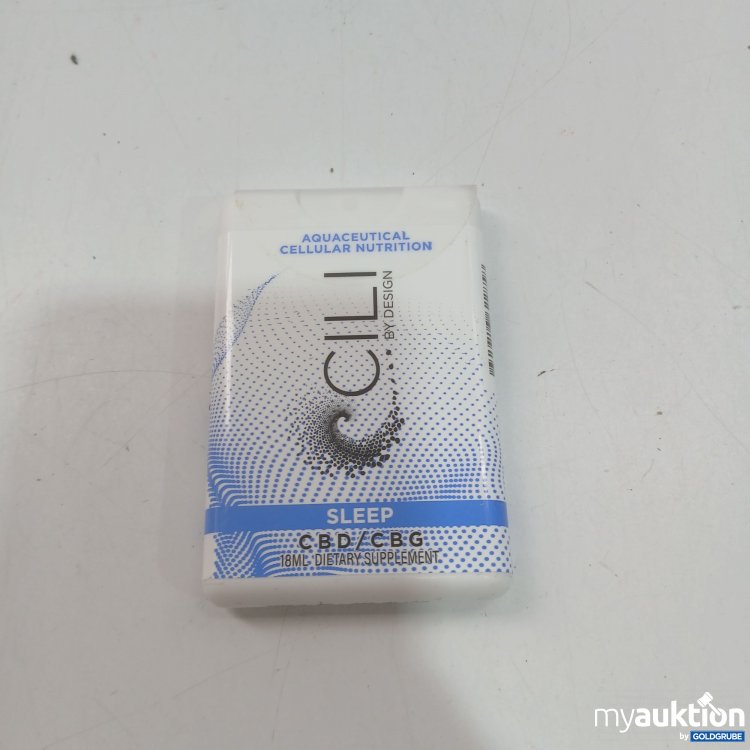 AQUACEUTICAL
CELLULAR NUTRITION
CILI
BY DESIGN
SLEEP
CBD/CBG
18ML DIETARY SUPPLEMENT
myauktion
by GOLDGRUBE